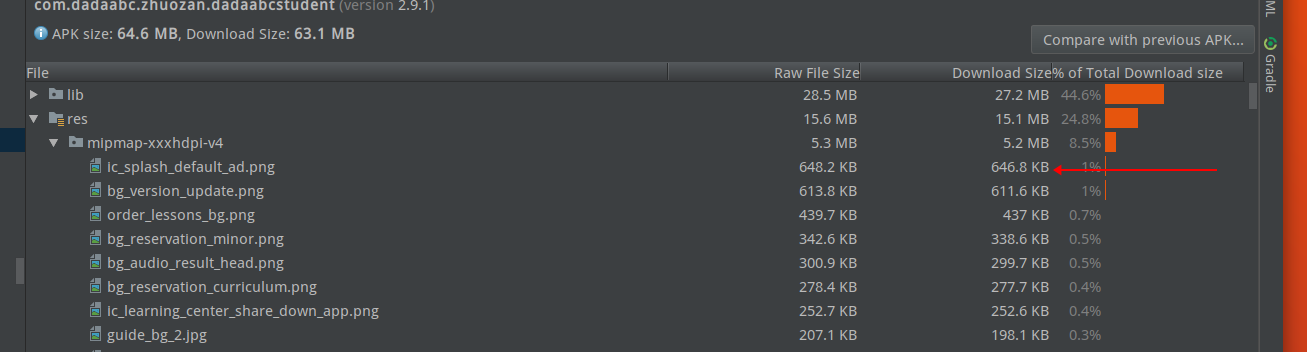 com.dadaabc.zhuozan.dadaabcstudent (version 2.9.1)
APK size: 64.6 MB, Download Size: 63.1 MB
Compare with previous APK...
File Raw File Size Download Size % of Total Download size
lib 28.5 MB 27.2 MB 44.6%
res 15.6 MB 15.1 MB 24.8%
mipmap-xxxhdpi-v4 5.3 MB 5.2 MB 8.5%
ic_splash_default_ad.png 648.2 KB 646.8 KB 1%
bg_version_update.png 613.8 KB 611.6 KB 1%
order_lessons_bg.png 439.7 KB 437 KB 0.7%
bg_reservation_minor.png 342.6 KB 338.6 KB 0.5%
bg_audio_result_head.png 300.9 KB 299.7 KB 0.5%
bg_reservation_curriculum.png 278.4 KB 277.7 KB 0.4%
ic_learning_center_share_down_app.png 252.7 KB 252.6 KB 0.4%
guide_bg_2.jpg 207.1 KB 198.1 KB 0.3%
ML
Gradle